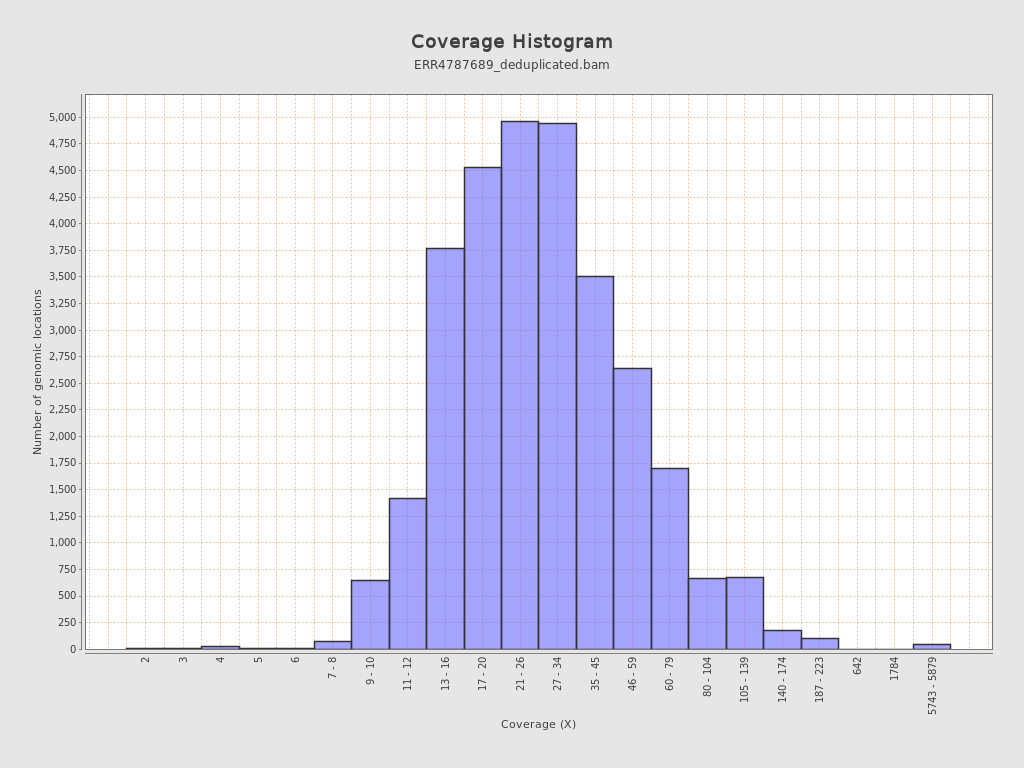 Coverage Histogram
ERR4787689_deduplicated.bam
Number of genomic locations
5,000
4,750
4,500
4,250
4,000
3,750
3,500
3,250
3,000
2,750
2,500
2,250
2,000
1,750
1,500
1,250
1,000
750
500
250
0
2
3
4
5
6
7 - 8
9 - 10
11 - 12
13 - 16
17 - 20
21 - 26
27 - 34
35 - 45
46 - 59
60 - 79
80 - 104
105 - 139
140 - 174
187 - 223
642
1784
5743 - 5879
Coverage (X)